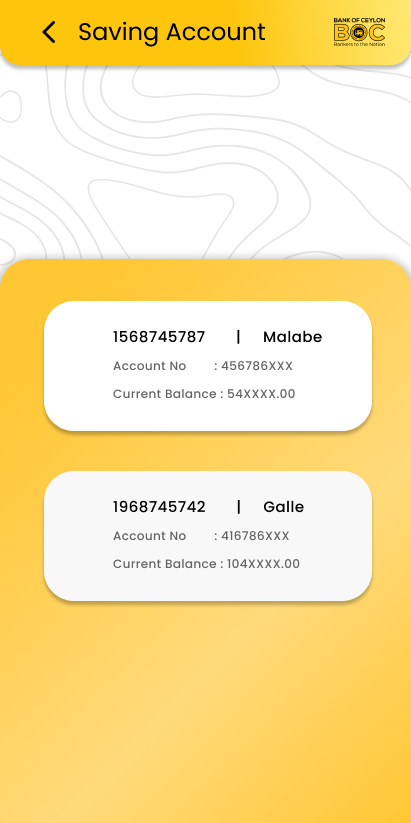 Saving Account
BANK OF CEYLON
BOC
Bankers to the Nation
1568745787 | Malabe
Account No : 456786XXX
Current Balance : 54XXXX.00
1968745742 | Galle
Account No : 416786XXX
Current Balance : 104XXXX.00